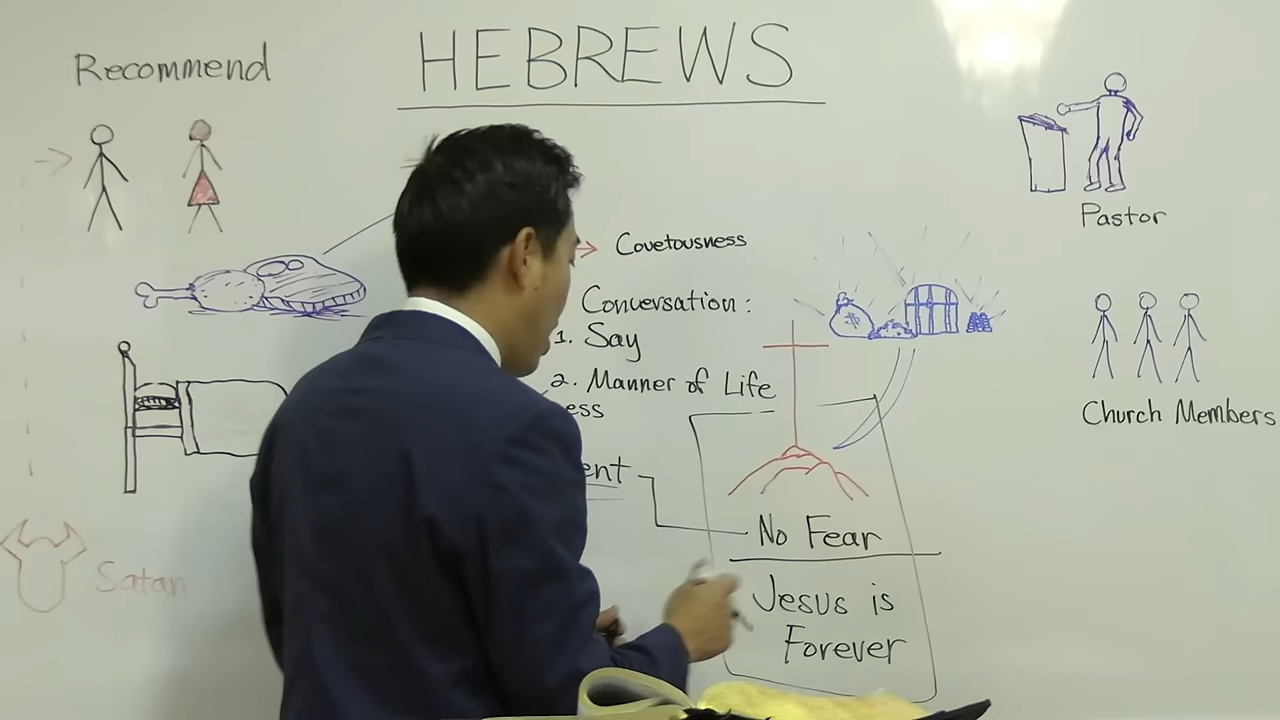 HEBREWS
Recommend
Pastor
Covetousness
Conversation:
1. Say
2. Manner of Life
ess
Church Members
ent
No Fear
Satan
Jesus is
Forever
$